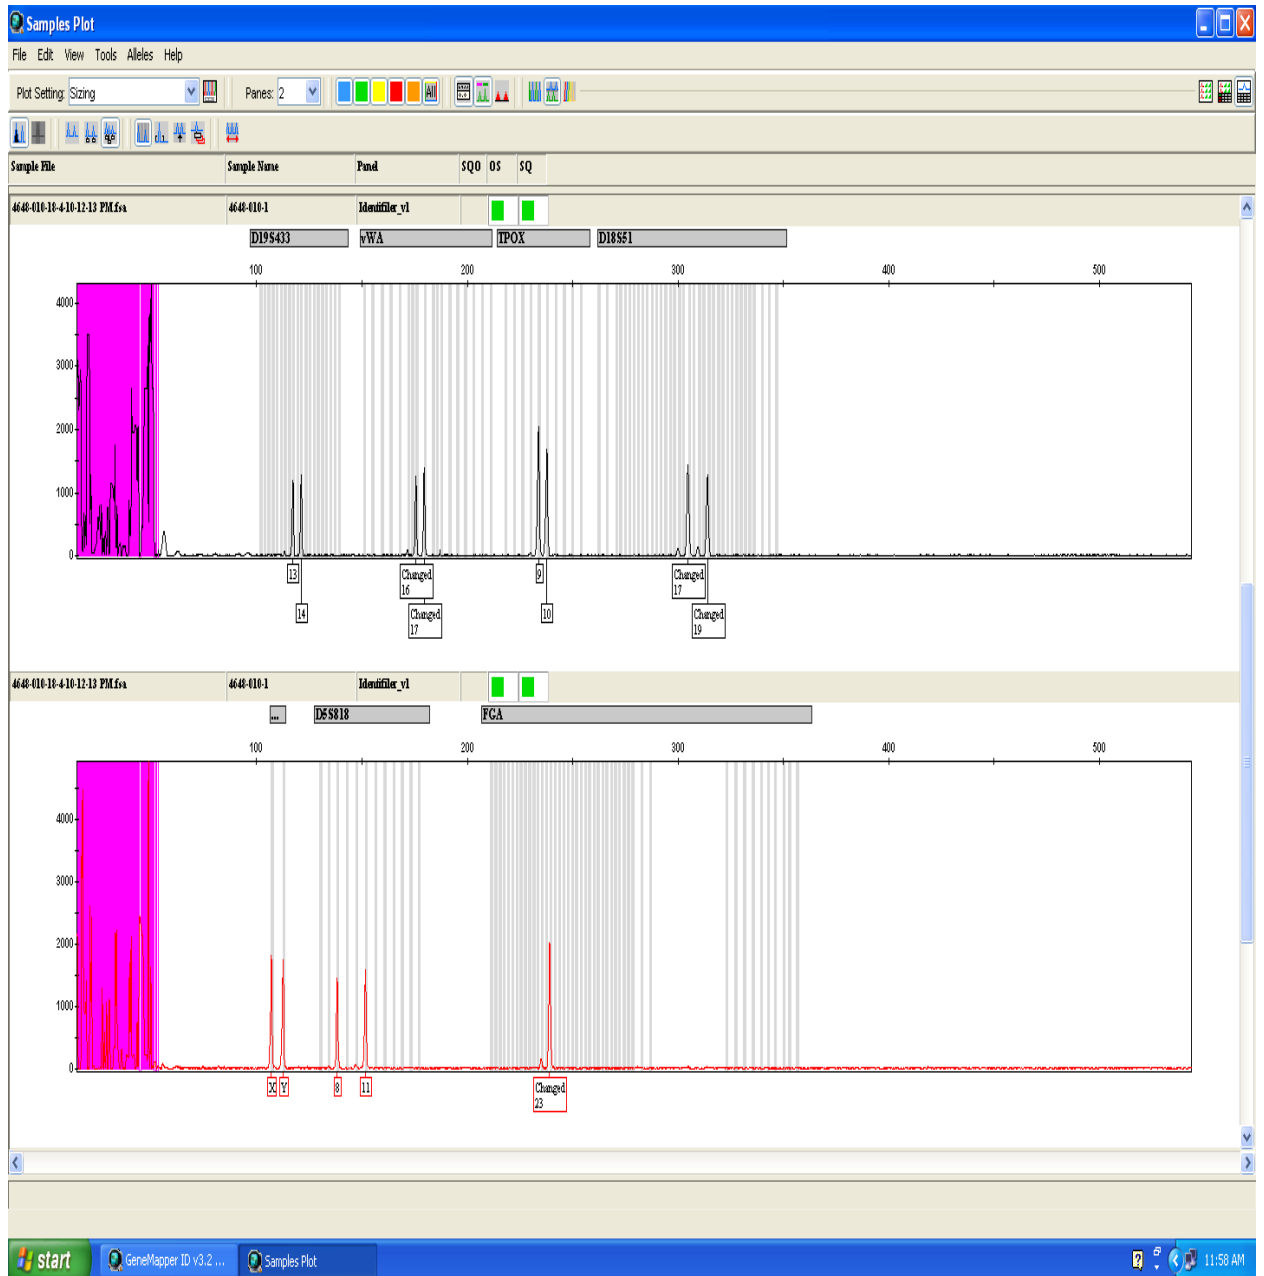 Samples Plot
File Edit View Tools Alleles Help
Plot Setting: Sizing Panes: 2 All
Sample File Sample Name Panel SQO OS SQ
4648-010-18-4-10-12-13 PM.fsa 4648-010-1 Identifiler_v1
D19S433 vWA TPOX D18S51
100 200 300 400 500
4000
3000
2000
1000
0
13 Changed 9 Changed
16 17
14 Changed 10 Changed
17 19
4648-010-18-4-10-12-13 PM.fsa 4648-010-1 Identifiler_v1
... D5S818 FGA
100 200 300 400 500
4000
3000
2000
1000
0
X Y 8 11 Changed
23
start GeneMapper ID v3.2 ... Samples Plot 11:58 AM